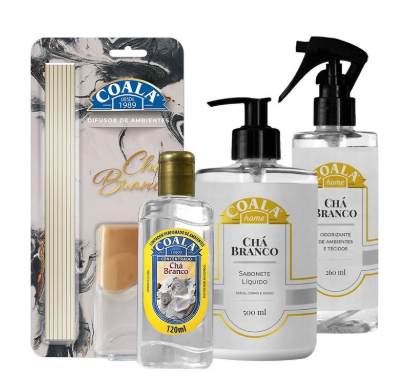 COALA
DESDE
1989
DIFUSOR DE AMBIENTES
Chá
Branco
COALA
CONCENTRADO
Chá
Branco
120ml
COALA
home
CHÁ
BRANCO
SABONETE
LÍQUIDO
500 ml
COALA
home
CHÁ
BRANCO
ODORIZANTE
DE AMBIENTES
E TECIDOS
260 ml